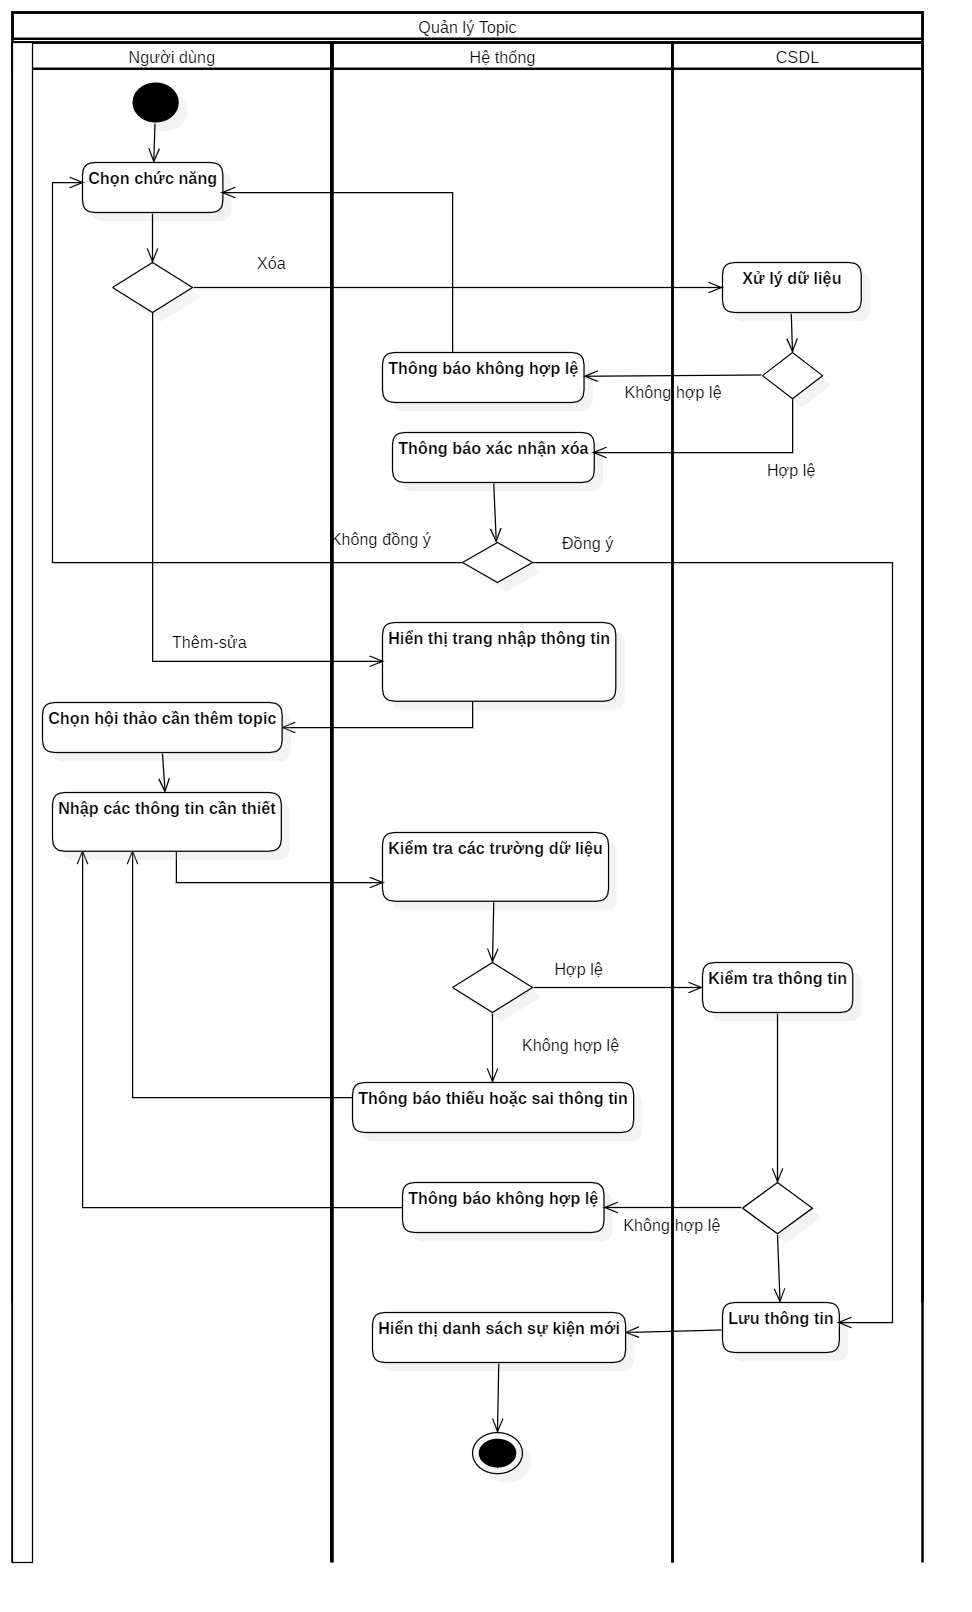 Quản lý Topic
Người dùng
Hệ thống
CSDL
Chọn chức năng
Xóa
Xử lý dữ liệu
Thông báo không hợp lệ
Không hợp lệ
Thông báo xác nhận xóa
Hợp lệ
Không đồng ý
Đồng ý
Thêm-sửa
Hiển thị trang nhập thông tin
Chọn hội thảo cần thêm topic
Nhập các thông tin cần thiết
Kiểm tra các trường dữ liệu
Hợp lệ
Kiểm tra thông tin
Không hợp lệ
Thông báo thiếu hoặc sai thông tin
Thông báo không hợp lệ
Không hợp lệ
Lưu thông tin
Hiển thị danh sách sự kiện mới